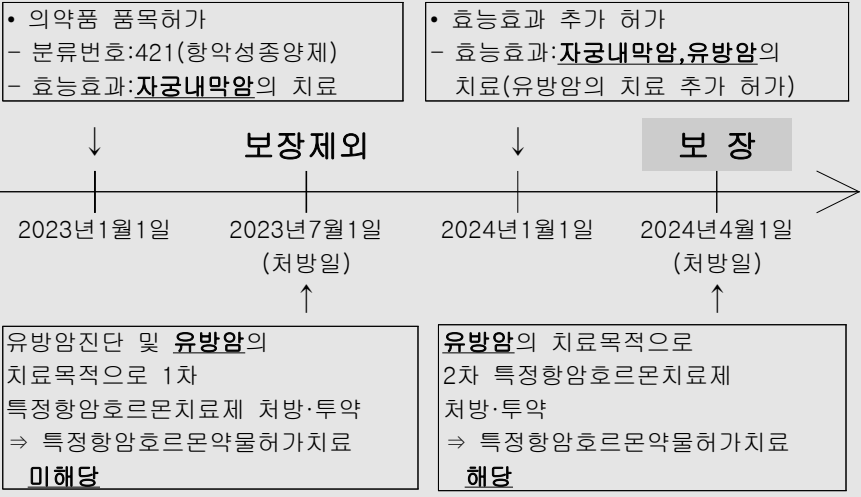 • 의약품 품목허가
- 분류번호:421(항악성종양제)
- 효능효과:자궁내막암의 치료
• 효능효과 추가 허가
- 효능효과:자궁내막암,유방암의
치료(유방암의 치료 추가 허가)
↓
보장제외
↓
보 장
2023년1월1일
2023년7월1일
(처방일)
↑
2024년1월1일
2024년4월1일
(처방일)
↑
유방암진단 및 유방암의
치료목적으로 1차
특정항암호르몬치료제 처방·투약
⇒ 특정항암호르몬약물허가치료
미해당
유방암의 치료목적으로
2차 특정항암호르몬치료제
처방·투약
⇒ 특정항암호르몬약물허가치료
해당